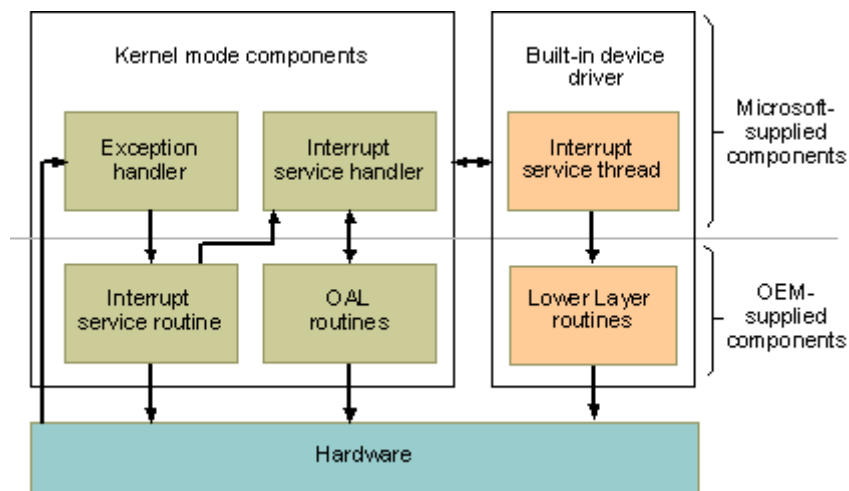 Kernel mode components
Built-in device
driver
Exception
handler
Interrupt
service handler
Interrupt
service thread
Microsoft-
supplied
components
Interrupt
service routine
OAL
routines
Lower Layer
routines
OEM-
supplied
components
Hardware